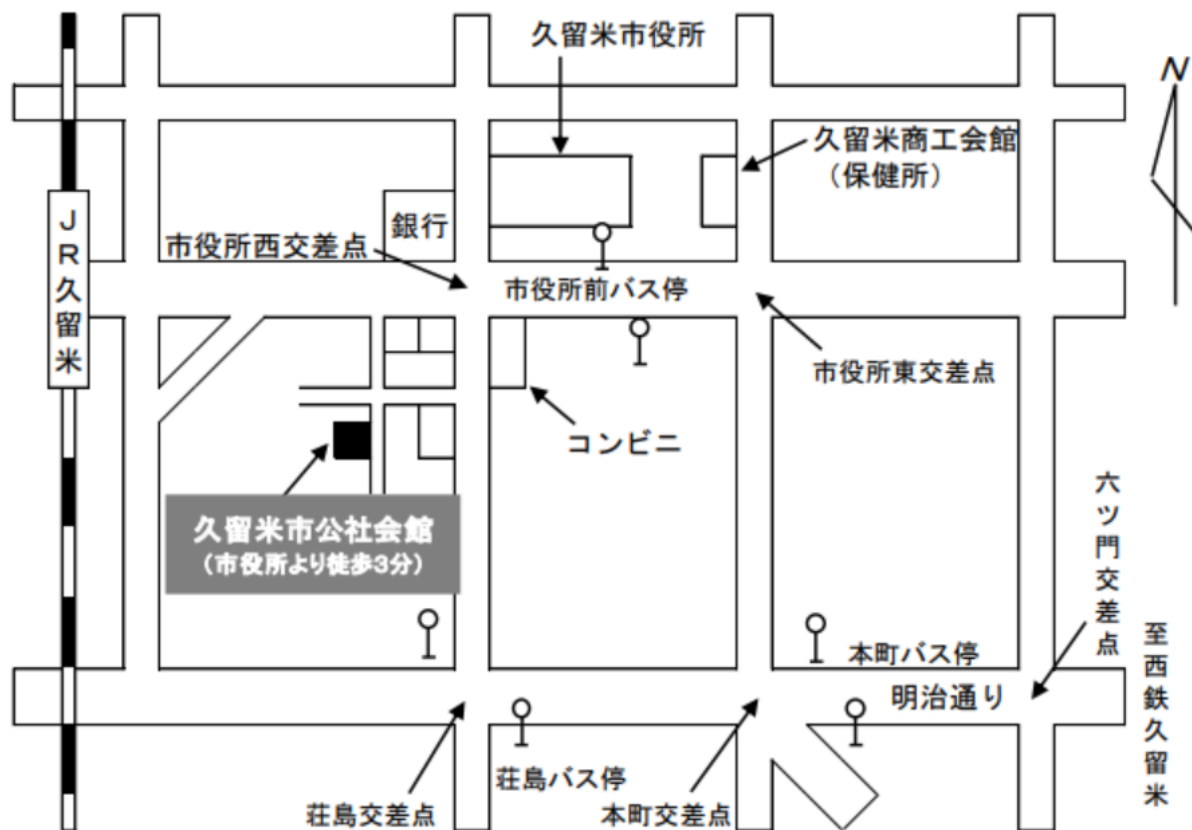 久留米市役所
N
久留米商工会館
（保健所）
JR久留米
銀行
市役所西交差点
市役所前バス停
市役所東交差点
コンビニ
久留米市公社会館
（市役所より徒歩3分）
六ツ門交差点
至西鉄久留米
本町バス停
明治通り
荘島バス停
荘島交差点
本町交差点